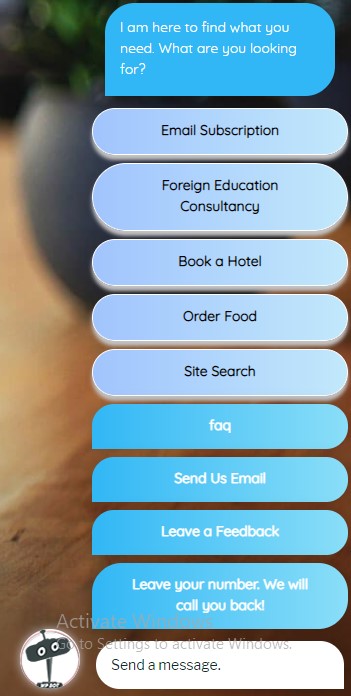 I am here to find what you
need. What are you looking
for?
Email Subscription
Foreign Education
Consultancy
Book a Hotel
Order Food
Site Search
faq
Send Us Email
Leave a Feedback
Leave your number. We will
call you back!
Activate Windows
Go to Settings to activate Windows.
Send a message.
WPBOT